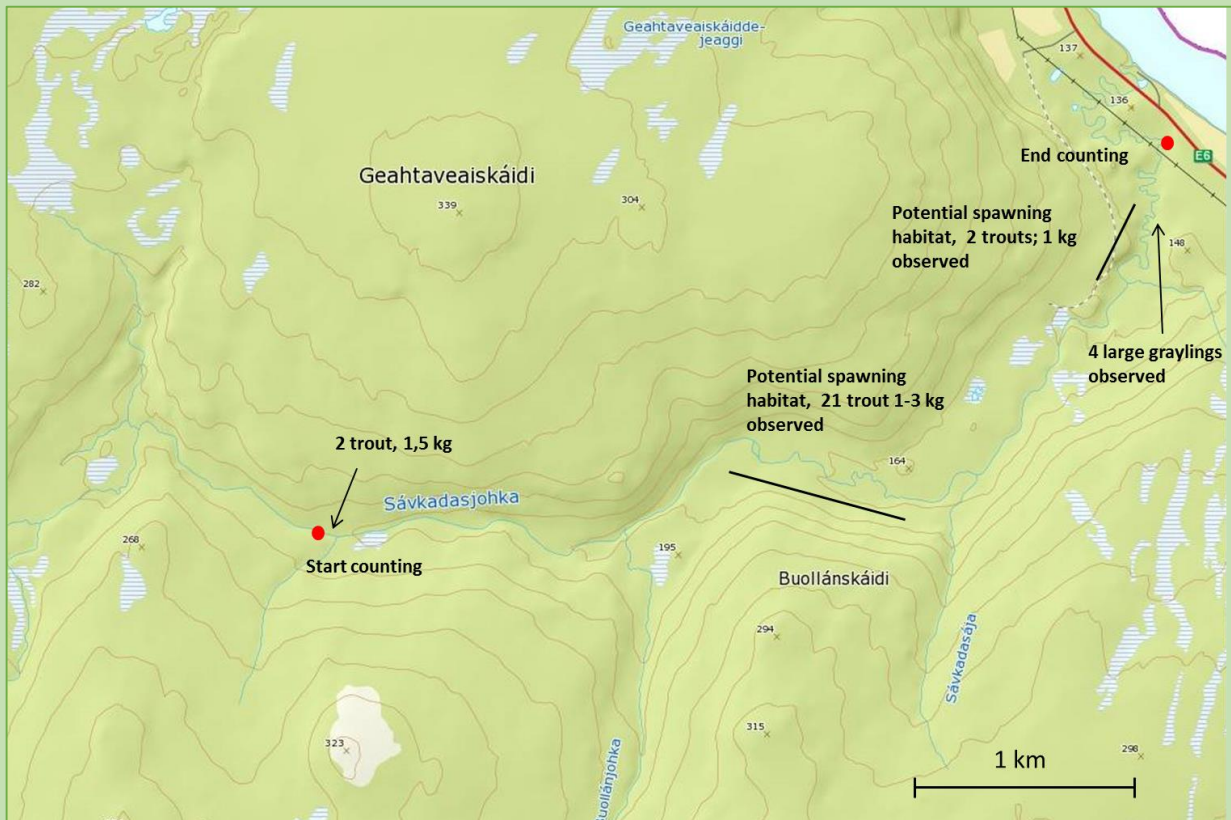 Geahtaveaiskáidde-
jeaggi
137
136
E6
End counting
Geahtaveaiskáidi
339
304
Potential spawning
habitat, 2 trouts; 1 kg
observed
148
282
4 large graylings
observed
Potential spawning
habitat, 21 trout 1-3 kg
observed
2 trout, 1,5 kg
164
Sávkadasjohka
268
Start counting
195
Buollánskáidi
294
Sávkadasája
315
323
298
Buollánjohka
1 km